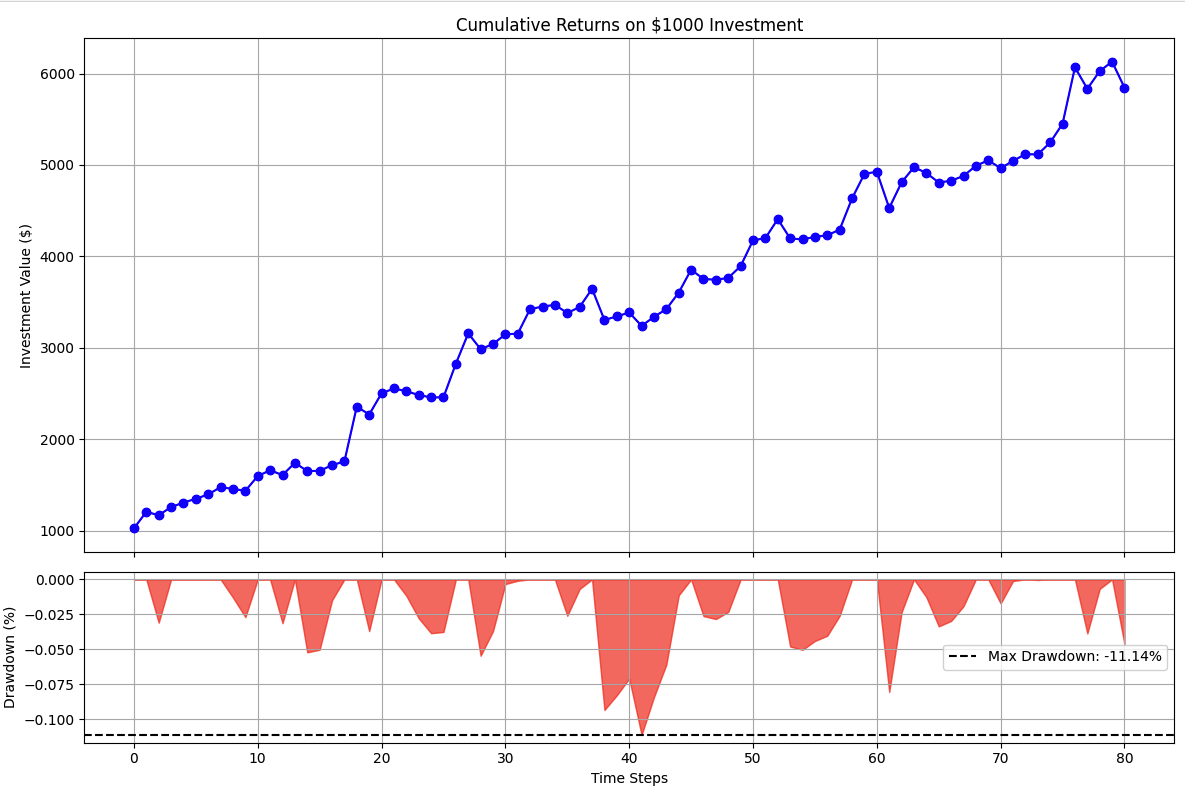 Cumulative Returns on $1000 Investment
6000
5000
4000
3000
2000
1000
Investment Value ($)
0.000
−0.025
−0.050
−0.075
−0.100
Drawdown (%)
Max Drawdown: -11.14%
0 10 20 30 40 50 60 70 80
Time Steps